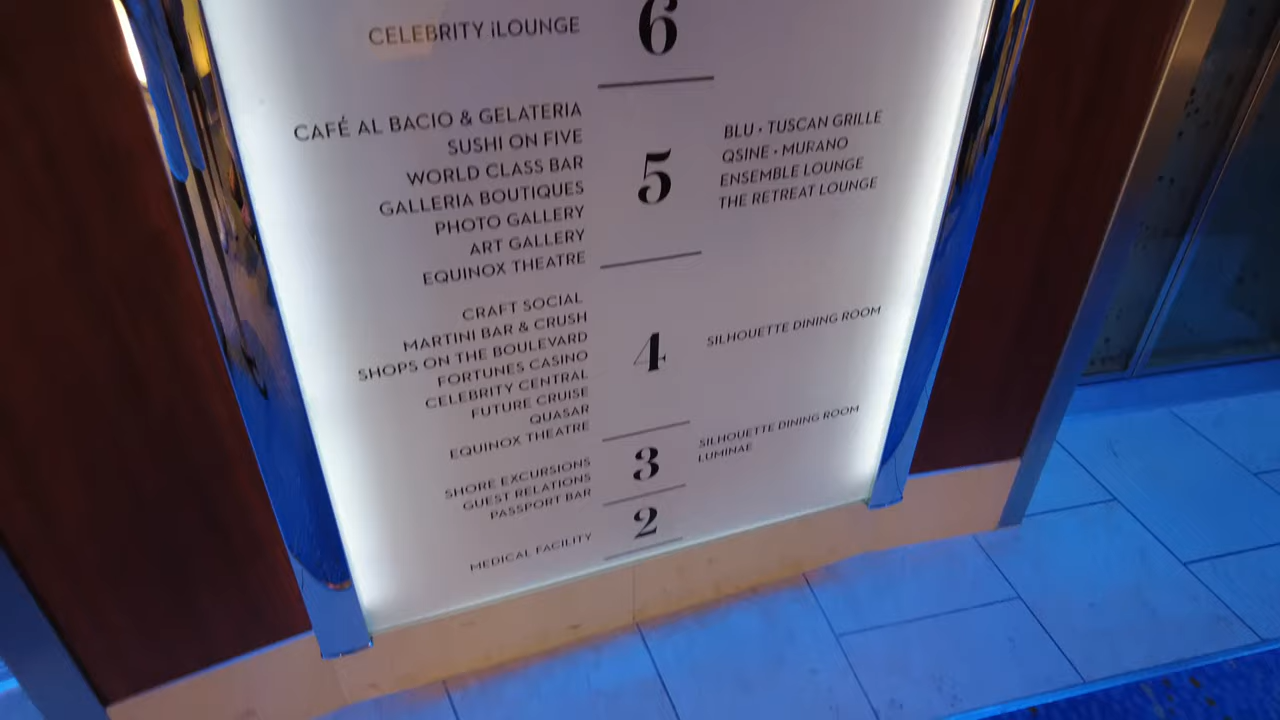 CELEBRITY iLOUNGE
6
CAFÉ AL BACIO & GELATERIA
SUSHI ON FIVE
WORLD CLASS BAR
GALLERIA BOUTIQUES
PHOTO GALLERY
ART GALLERY
EQUINOX THEATRE
5
BLU • TUSCAN GRILLE
QSINE • MURANO
ENSEMBLE LOUNGE
THE RETREAT LOUNGE
CRAFT SOCIAL
MARTINI BAR & CRUSH
SHOPS ON THE BOULEVARD
FORTUNES CASINO
CELEBRITY CENTRAL
FUTURE CRUISE
QUASAR
EQUINOX THEATRE
4
SILHOUETTE DINING ROOM
SHORE EXCURSIONS
GUEST RELATIONS
PASSPORT BAR
3
SILHOUETTE DINING ROOM
LUMINAE
MEDICAL FACILITY
2